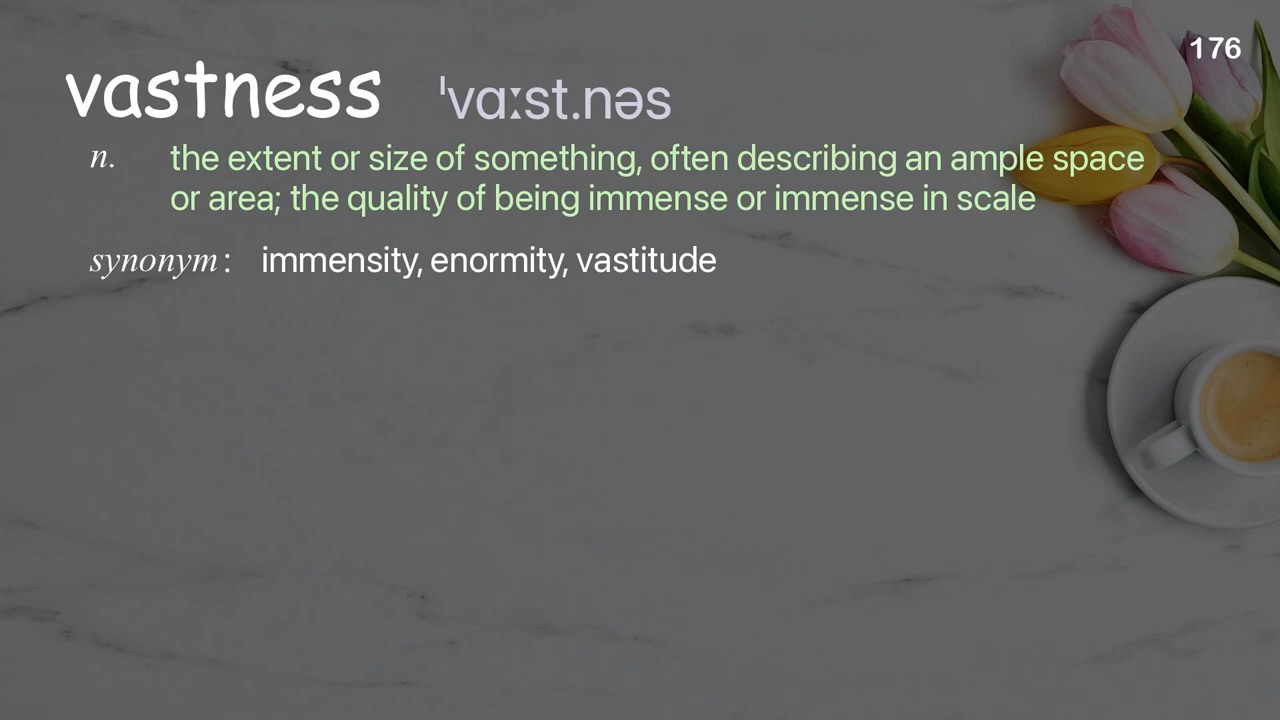 176
vastness ˈvɑːst.nəs
n. the extent or size of something, often describing an ample space
or area; the quality of being immense or immense in scale
synonym: immensity, enormity, vastitude